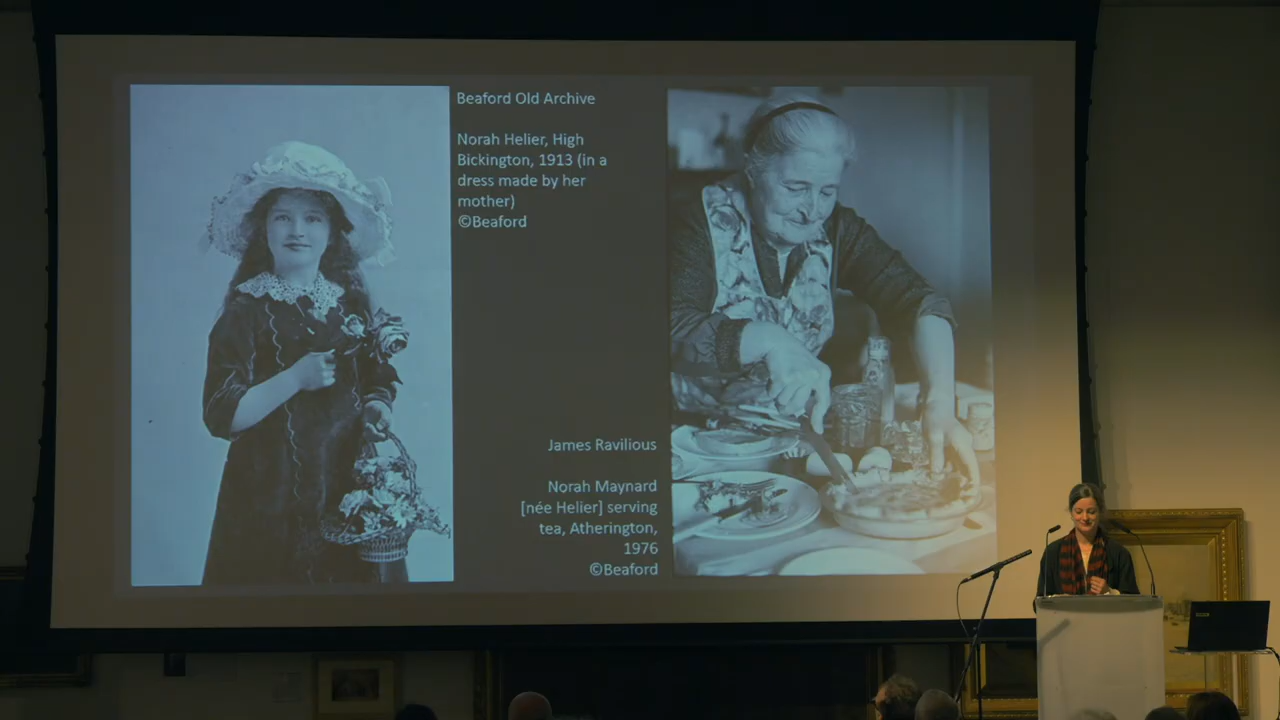 Beaford Old Archive
Norah Helier, High
Bickington, 1913 (in a
dress made by her
mother)
©Beaford
James Ravilious
Norah Maynard
[née Helier] serving
tea, Atherington,
1976
©Beaford